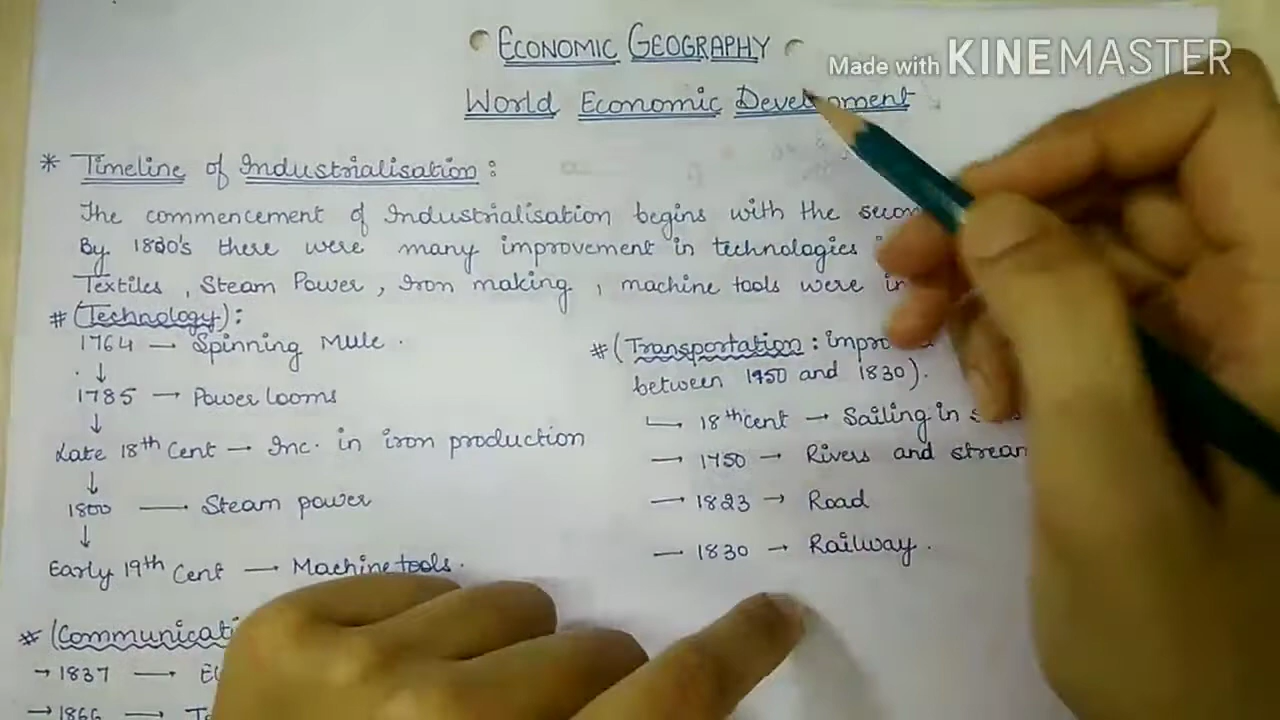 ECONOMIC GEOGRAPHY
Made with KINEMASTER
World Economic Development
* Timeline of Industrialisation :
The commencement of Industrialisation begins with the
By 1800's there were many improvement in technologies
Textiles , Steam Power , Iron making , machine tools were
# (Technology) :
1764 → Spinning Mule .
↓
1785 → Power looms
↓
Late 18th Cent → Inc. in iron production
↓
1800 → Steam power
↓
Early 19th Cent → Machine tools .
# (Transportation :
between 1750 and 1830) .
18th cent → Sailing in
→ 1750 → Rivers and
→ 1823 → Road
→ 1830 → Railway .
# (
→ 1837 →
→ 1866 →